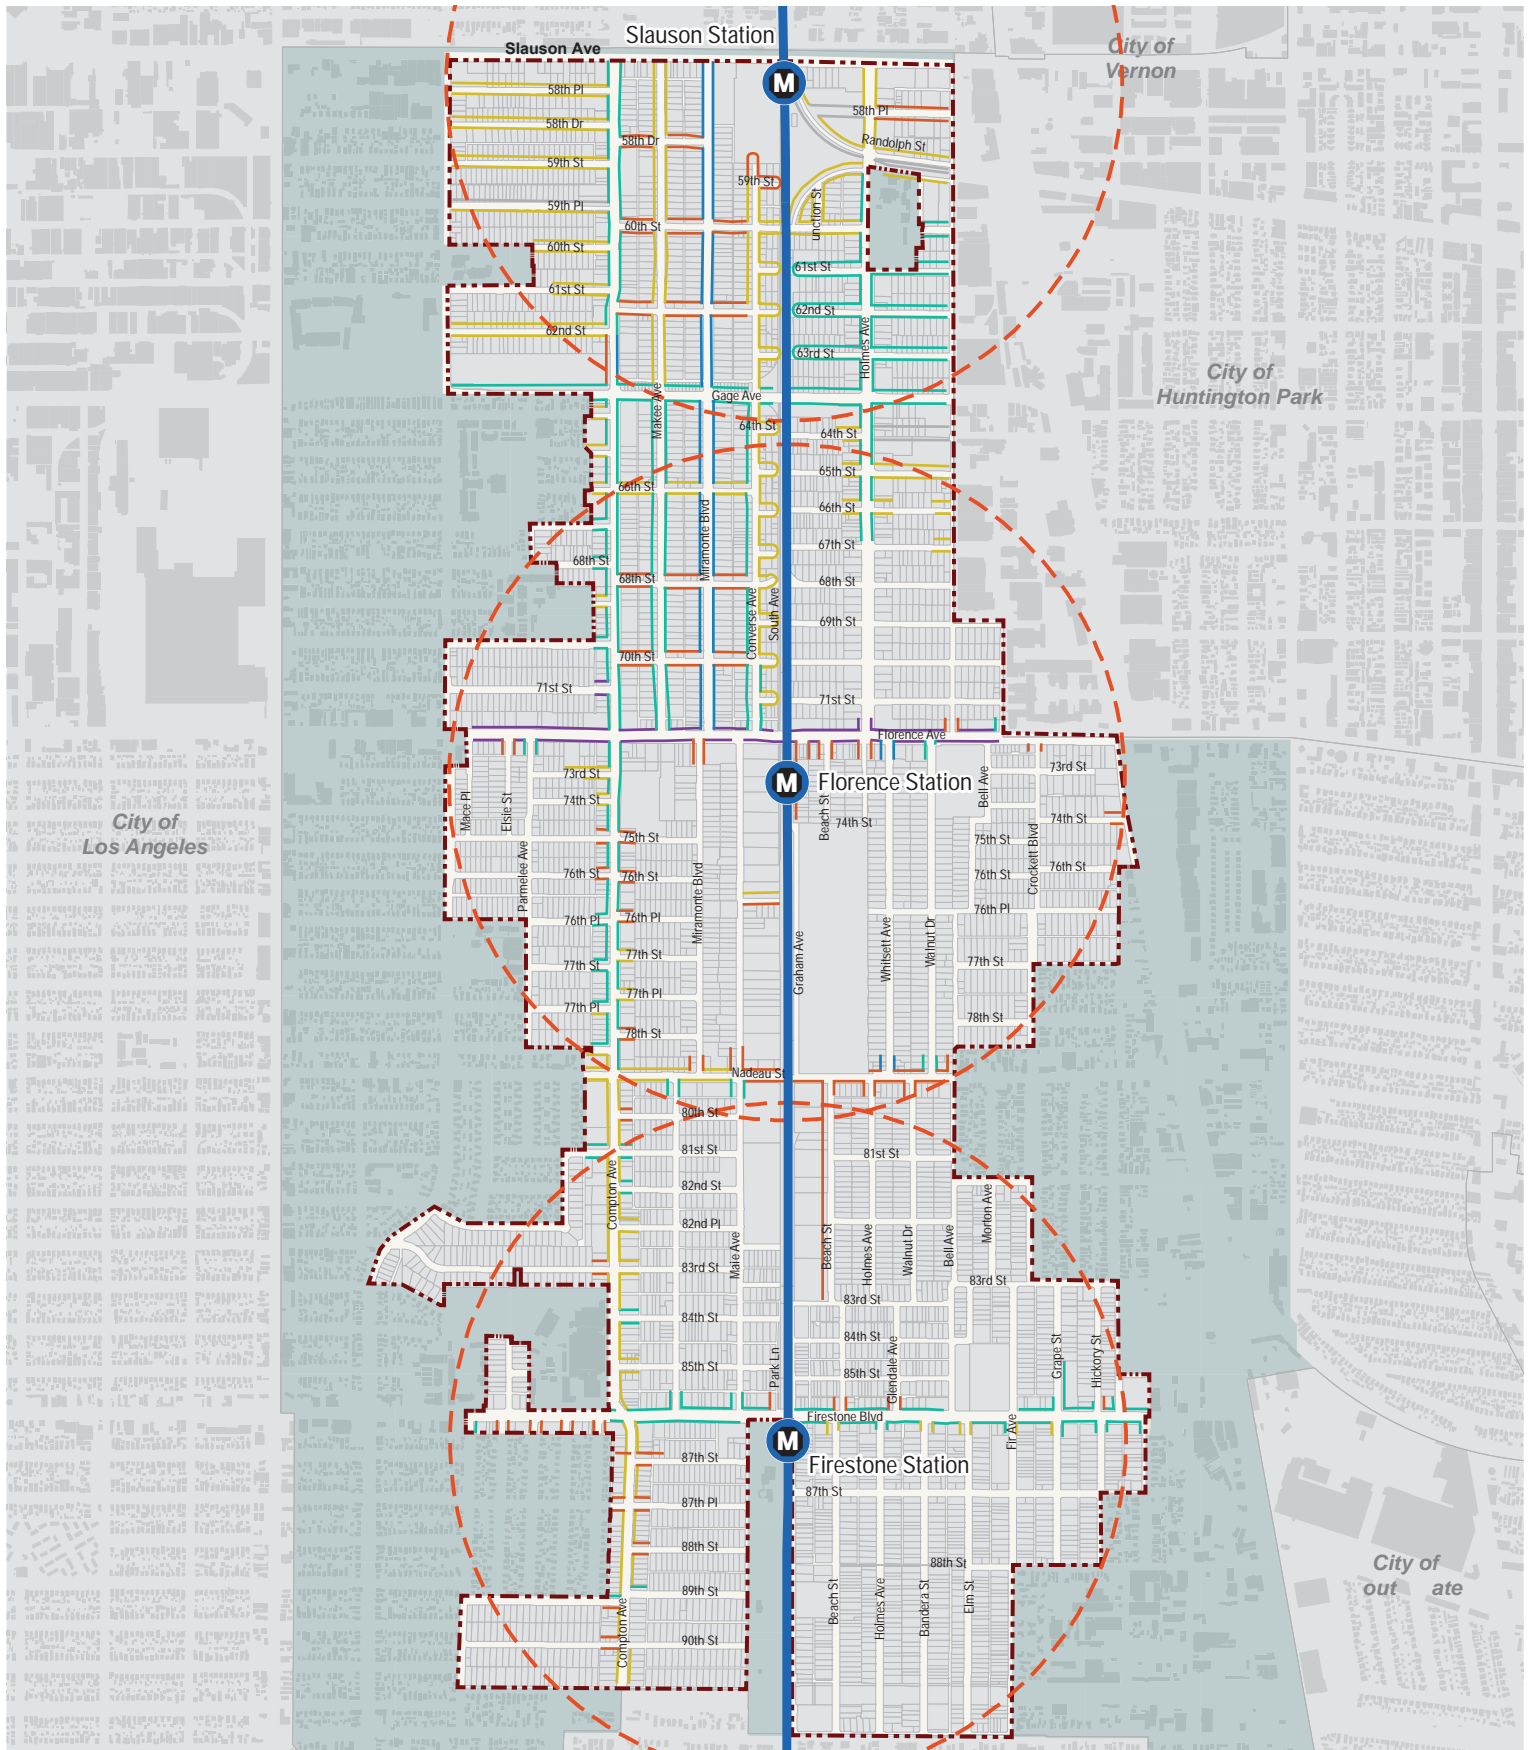 Slauson Station
Slauson Ave
City of
Vernon
M
58th Pl
58th Pl
58th Dr
58th Dr
Randolph St
59th St
59th St
59th Pl
unction St
60th St
60th St
61st St
61st St
62nd St
62nd St
Holmes Ave
63rd St
City of
Huntington Park
Makee Ave
Gage Ave
64th St
64th St
65th St
66th St
66th St
Miramonte Blvd
67th St
68th St
68th St
68th St
Converse Ave
South Ave
69th St
70th St
71st St
71st St
Florence Ave
M
Florence Station
73rd St
73rd St
Mace Pl
Elsie St
74th St
Beach St
74th St
Bell Ave
74th St
City of
Los Angeles
75th St
75th St
Crockett Blvd
Parmelee Ave
76th St
76th St
76th St
76th St
Miramonte Blvd
76th Pl
76th Pl
76th Pl
Graham Ave
Whitsett Ave
Walnut Dr
77th St
77th St
77th St
77th Pl
77th Pl
78th St
78th St
Nadeau St
80th St
81st St
81st St
Compton Ave
82nd St
82nd Pl
Maie Ave
83rd St
Beach St
Holmes Ave
Walnut Dr
Bell Ave
Morton Ave
83rd St
83rd St
84th St
84th St
85th St
85th St
Park Ln
Glendale Ave
Grape St
Hickory St
Firestone Blvd
Fir Ave
M
Firestone Station
87th St
87th St
87th Pl
88th St
88th St
89th St
City of
out ate
Compton Ave
90th St
Beach St
Holmes Ave
Bandera St
Elm St